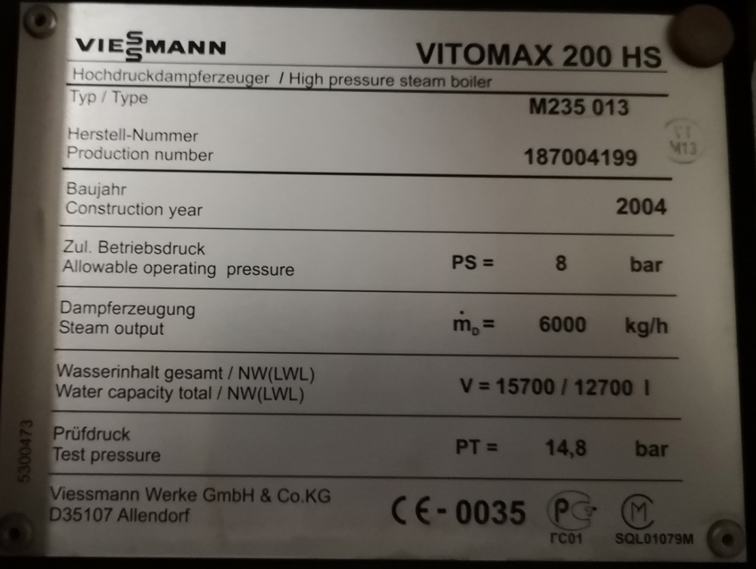 VIESSMANN
VITOMAX 200 HS
Hochdruckdampferzeuger / High pressure steam boiler
Typ / Type
M235 013
Herstell-Nummer
Production number
187004199
M13
Baujahr
Construction year
2004
Zul. Betriebsdruck
Allowable operating pressure
PS = 8 bar
Dampferzeugung
Steam output
ṁD = 6000 kg/h
Wasserinhalt gesamt / NW(LWL)
Water capacity total / NW(LWL)
V = 15700 / 12700 l
Prüfdruck
Test pressure
PT = 14,8 bar
5300473
Viessmann Werke GmbH & Co.KG
D35107 Allendorf
CE - 0035
ГС01
SQL01079M